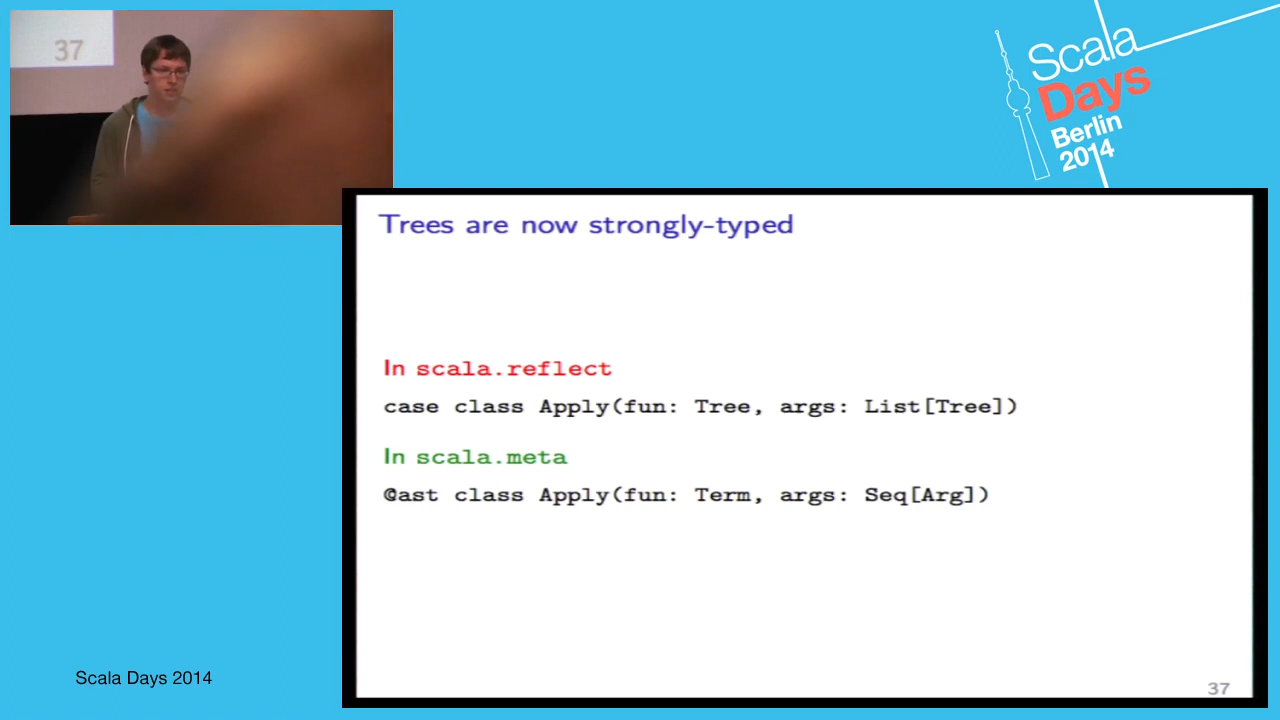 37
Scala
Days
Berlin
2014
Trees are now strongly-typed
In scala.reflect
case class Apply(fun: Tree, args: List[Tree])
In scala.meta
@ast class Apply(fun: Term, args: Seq[Arg])
Scala Days 2014
37